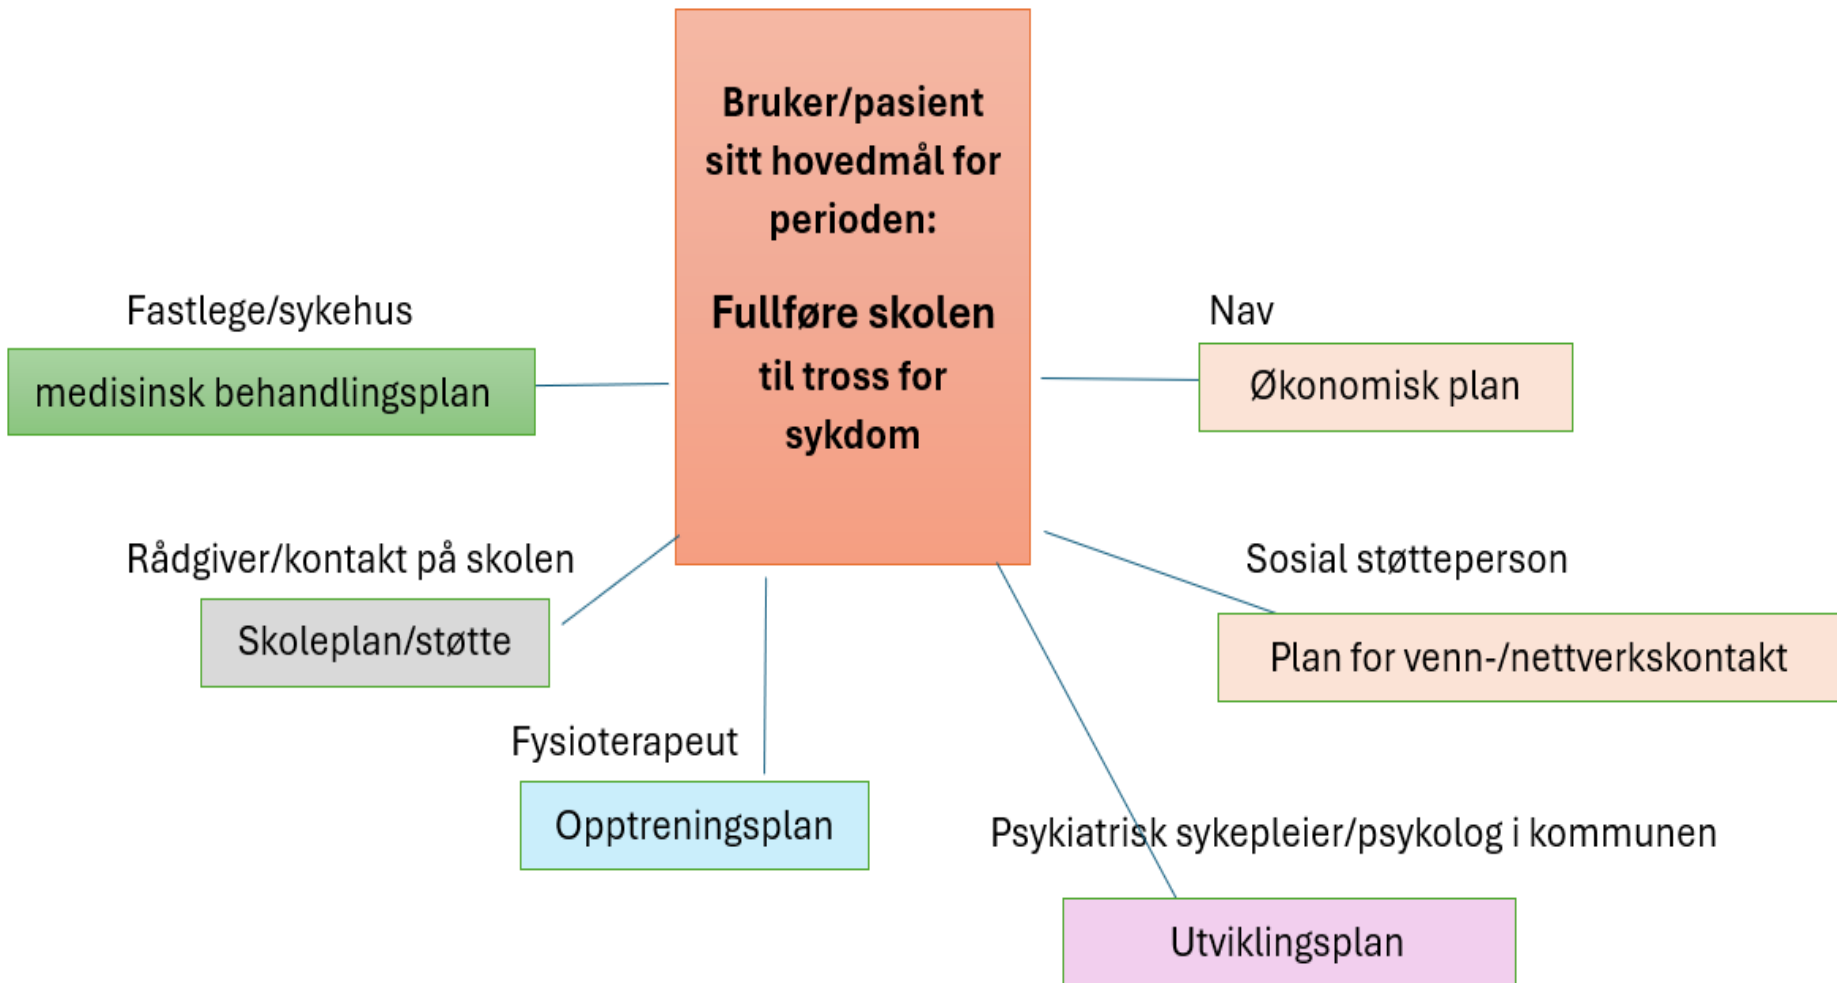 Bruker/pasient
sitt hovedmål for
perioden:
Fullføre skolen
til tross for
sykdom
Fastlege/sykehus
medisinsk behandlingsplan
Nav
Økonomisk plan
Rådgiver/kontakt på skolen
Skoleplan/støtte
Sosial støtteperson
Plan for venn-/nettverkskontakt
Fysioterapeut
Opptreningsplan
Psykiatrisk sykepleier/psykolog i kommunen
Utviklingsplan